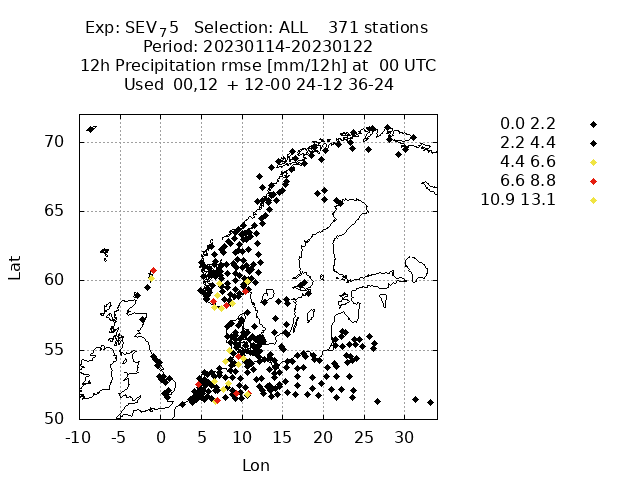 Exp: SEV₇5   Selection: ALL    371 stations
Period: 20230114-20230122
12h Precipitation rmse [mm/12h] at  00 UTC
Used  00,12  + 12-00 24-12 36-24
0.0 2.2
2.2 4.4
4.4 6.6
6.6 8.8
10.9 13.1
70
65
60
55
50
Lat
-10 -5 0 5 10 15 20 25 30
Lon